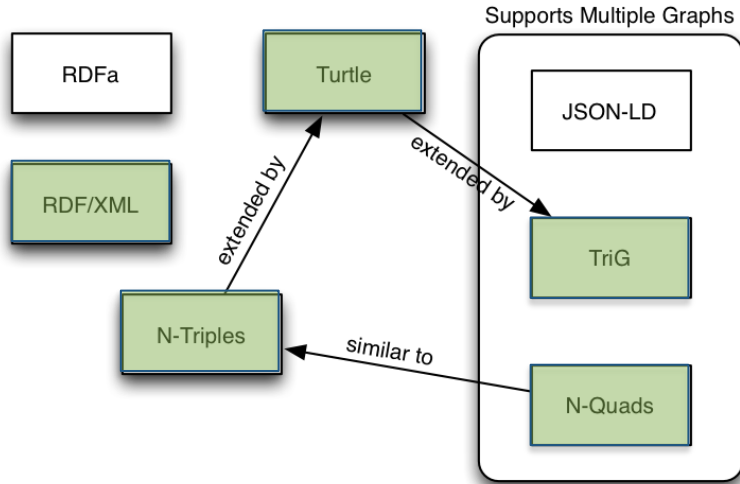 Supports Multiple Graphs
RDFa
Turtle
JSON-LD
extended by
RDF/XML
extended by
TriG
N-Triples
similar to
N-Quads